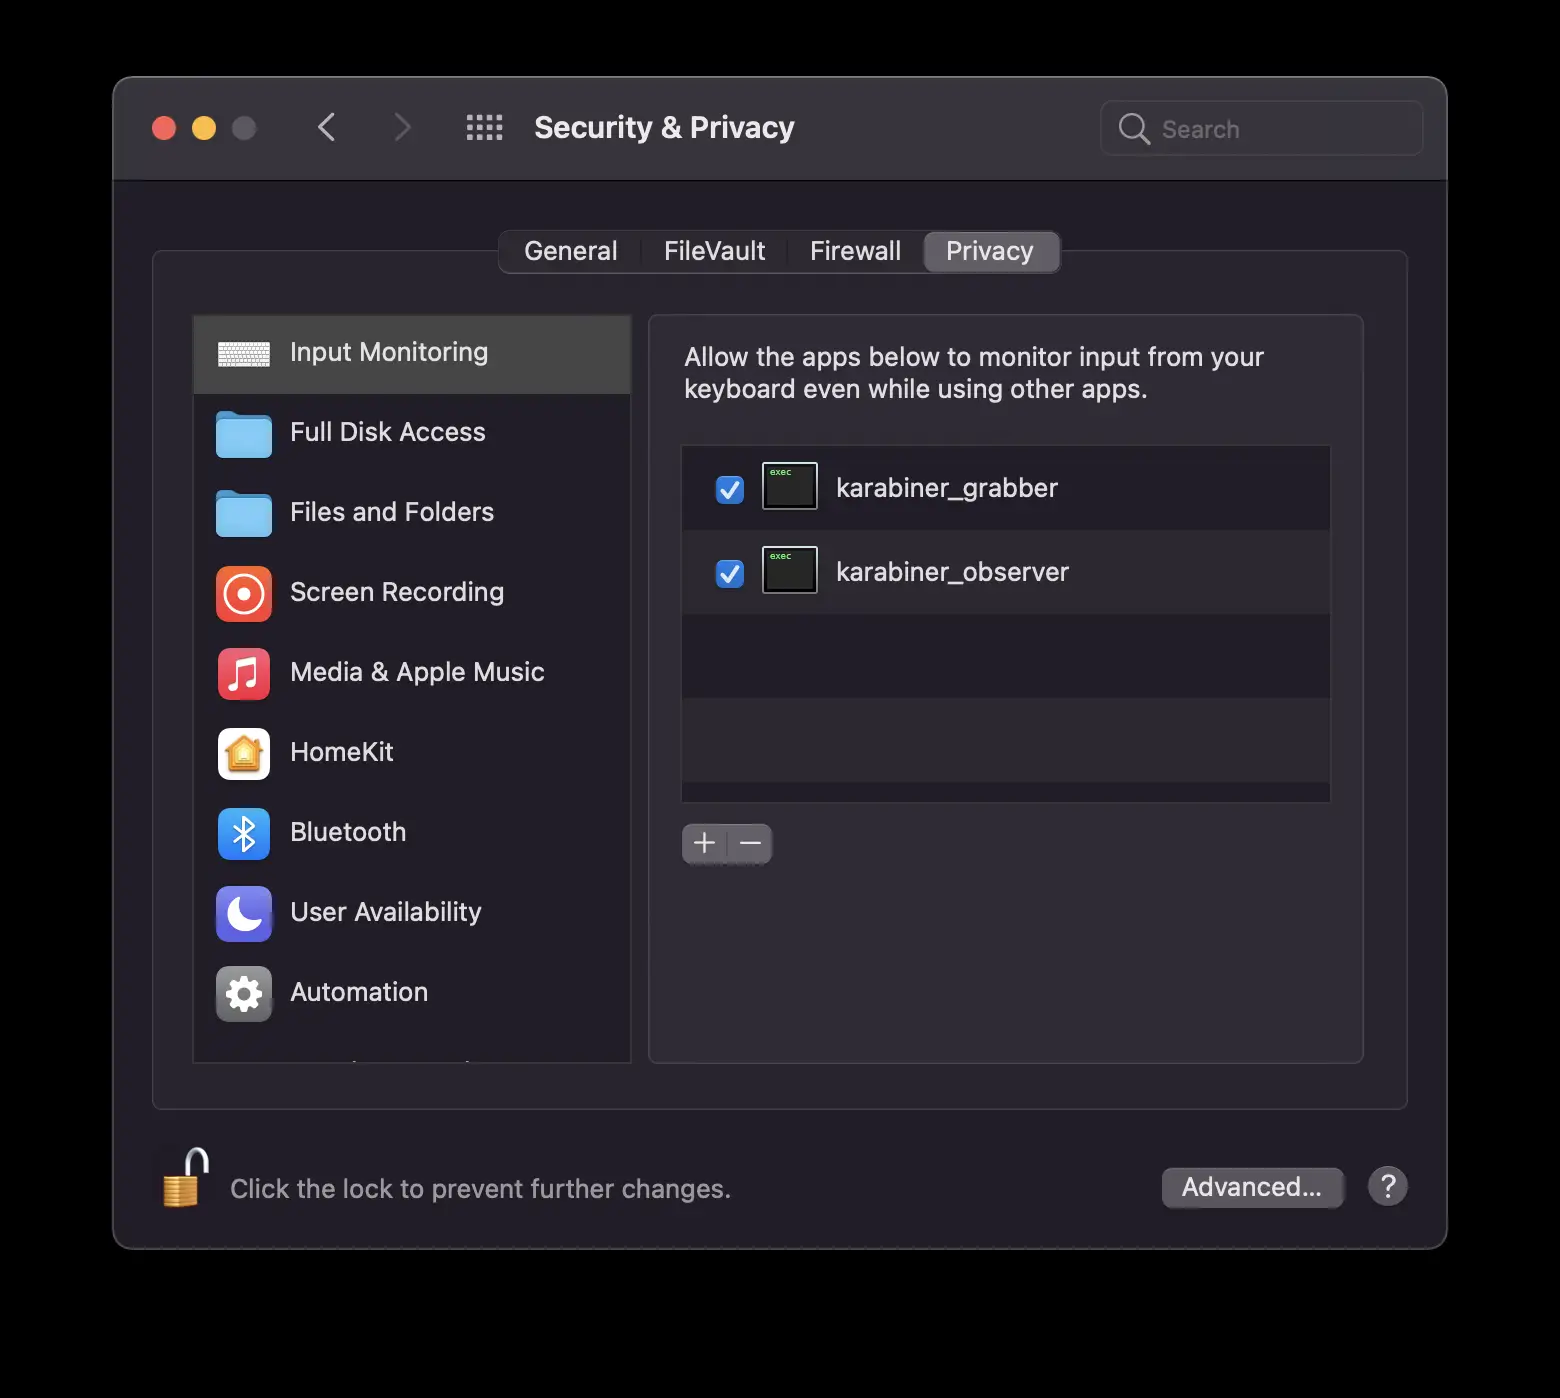 Security & Privacy
Search
General
FileVault
Firewall
Privacy
Input Monitoring
Full Disk Access
Files and Folders
Screen Recording
Media & Apple Music
HomeKit
Bluetooth
User Availability
Automation
Allow the apps below to monitor input from your
keyboard even while using other apps.
exec
karabiner_grabber
exec
karabiner_observer
Click the lock to prevent further changes.
Advanced...
?